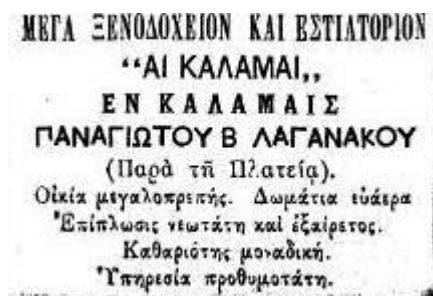 ΜΕΓΑ ΞΕΝΟΔΟΧΕΙΟΝ ΚΑΙ ΕΣΤΙΑΤΟΡΙΟΝ
“ΑΙ ΚΑΛΑΜΑΙ„
ΕΝ ΚΑΛΑΜΑΙΣ
ΠΑΝΑΓΙΩΤΟΥ Β ΛΑΓΑΝΑΚΟΥ
(Παρὰ τῆ Πλατείᾳ).
Οἰκία μεγαλοπρεπής. Δωμάτια εὐάερα
Ἐπίπλωσις νεωτάτη καὶ ἐξαίρετος.
Καθαριότης μοναδική.
Ὑπηρεσία προθυμοτάτη.